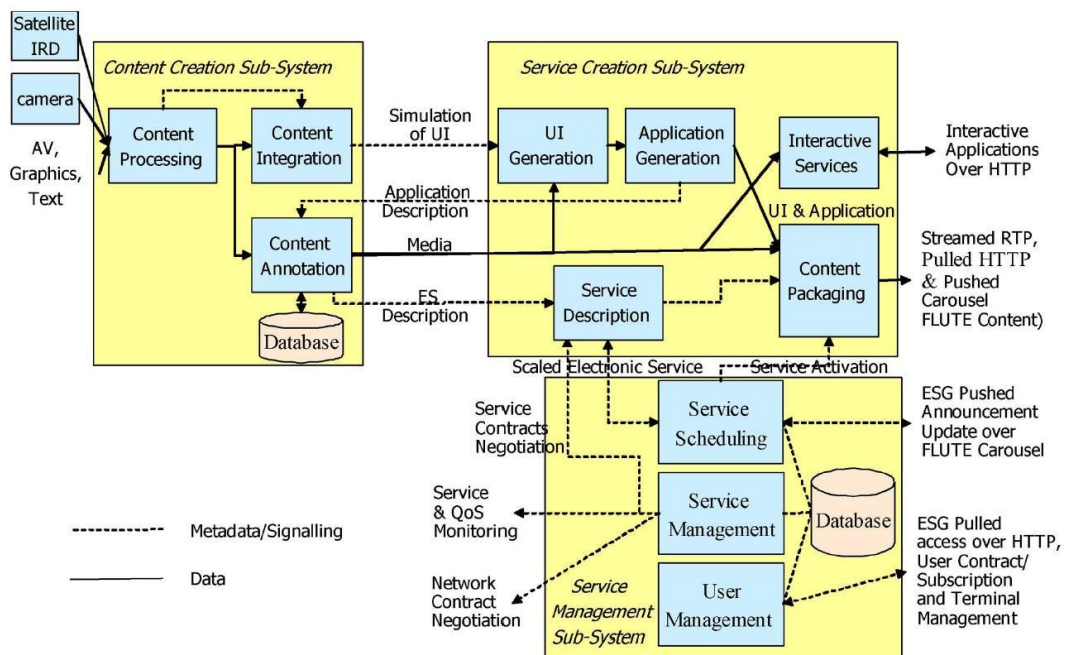 Satellite
IRD
camera
AV,
Graphics,
Text
Content Creation Sub-System
Content
Processing
Content
Integration
Content
Annotation
Database
Simulation
of UI
Application
Description
Media
ES
Description
Service Creation Sub-System
UI
Generation
Application
Generation
Interactive
Services
UI & Application
Content
Packaging
Service
Description
Interactive
Applications
Over HTTP
Streamed RTP,
Pulled HTTP
& Pushed
Carousel
FLUTE Content)
Scaled Electronic Service
Service Activation
Service
Contracts
Negotiation
Service
Scheduling
Service
Management
User
Management
Database
Service
Management
Sub-System
ESG Pushed
Announcement
Update over
FLUTE Carousel
Service
& QoS
Monitoring
Network
Contract
Negotiation
ESG Pulled
access over HTTP,
User Contract/
Subscription
and Terminal
Management
Metadata/Signalling
Data